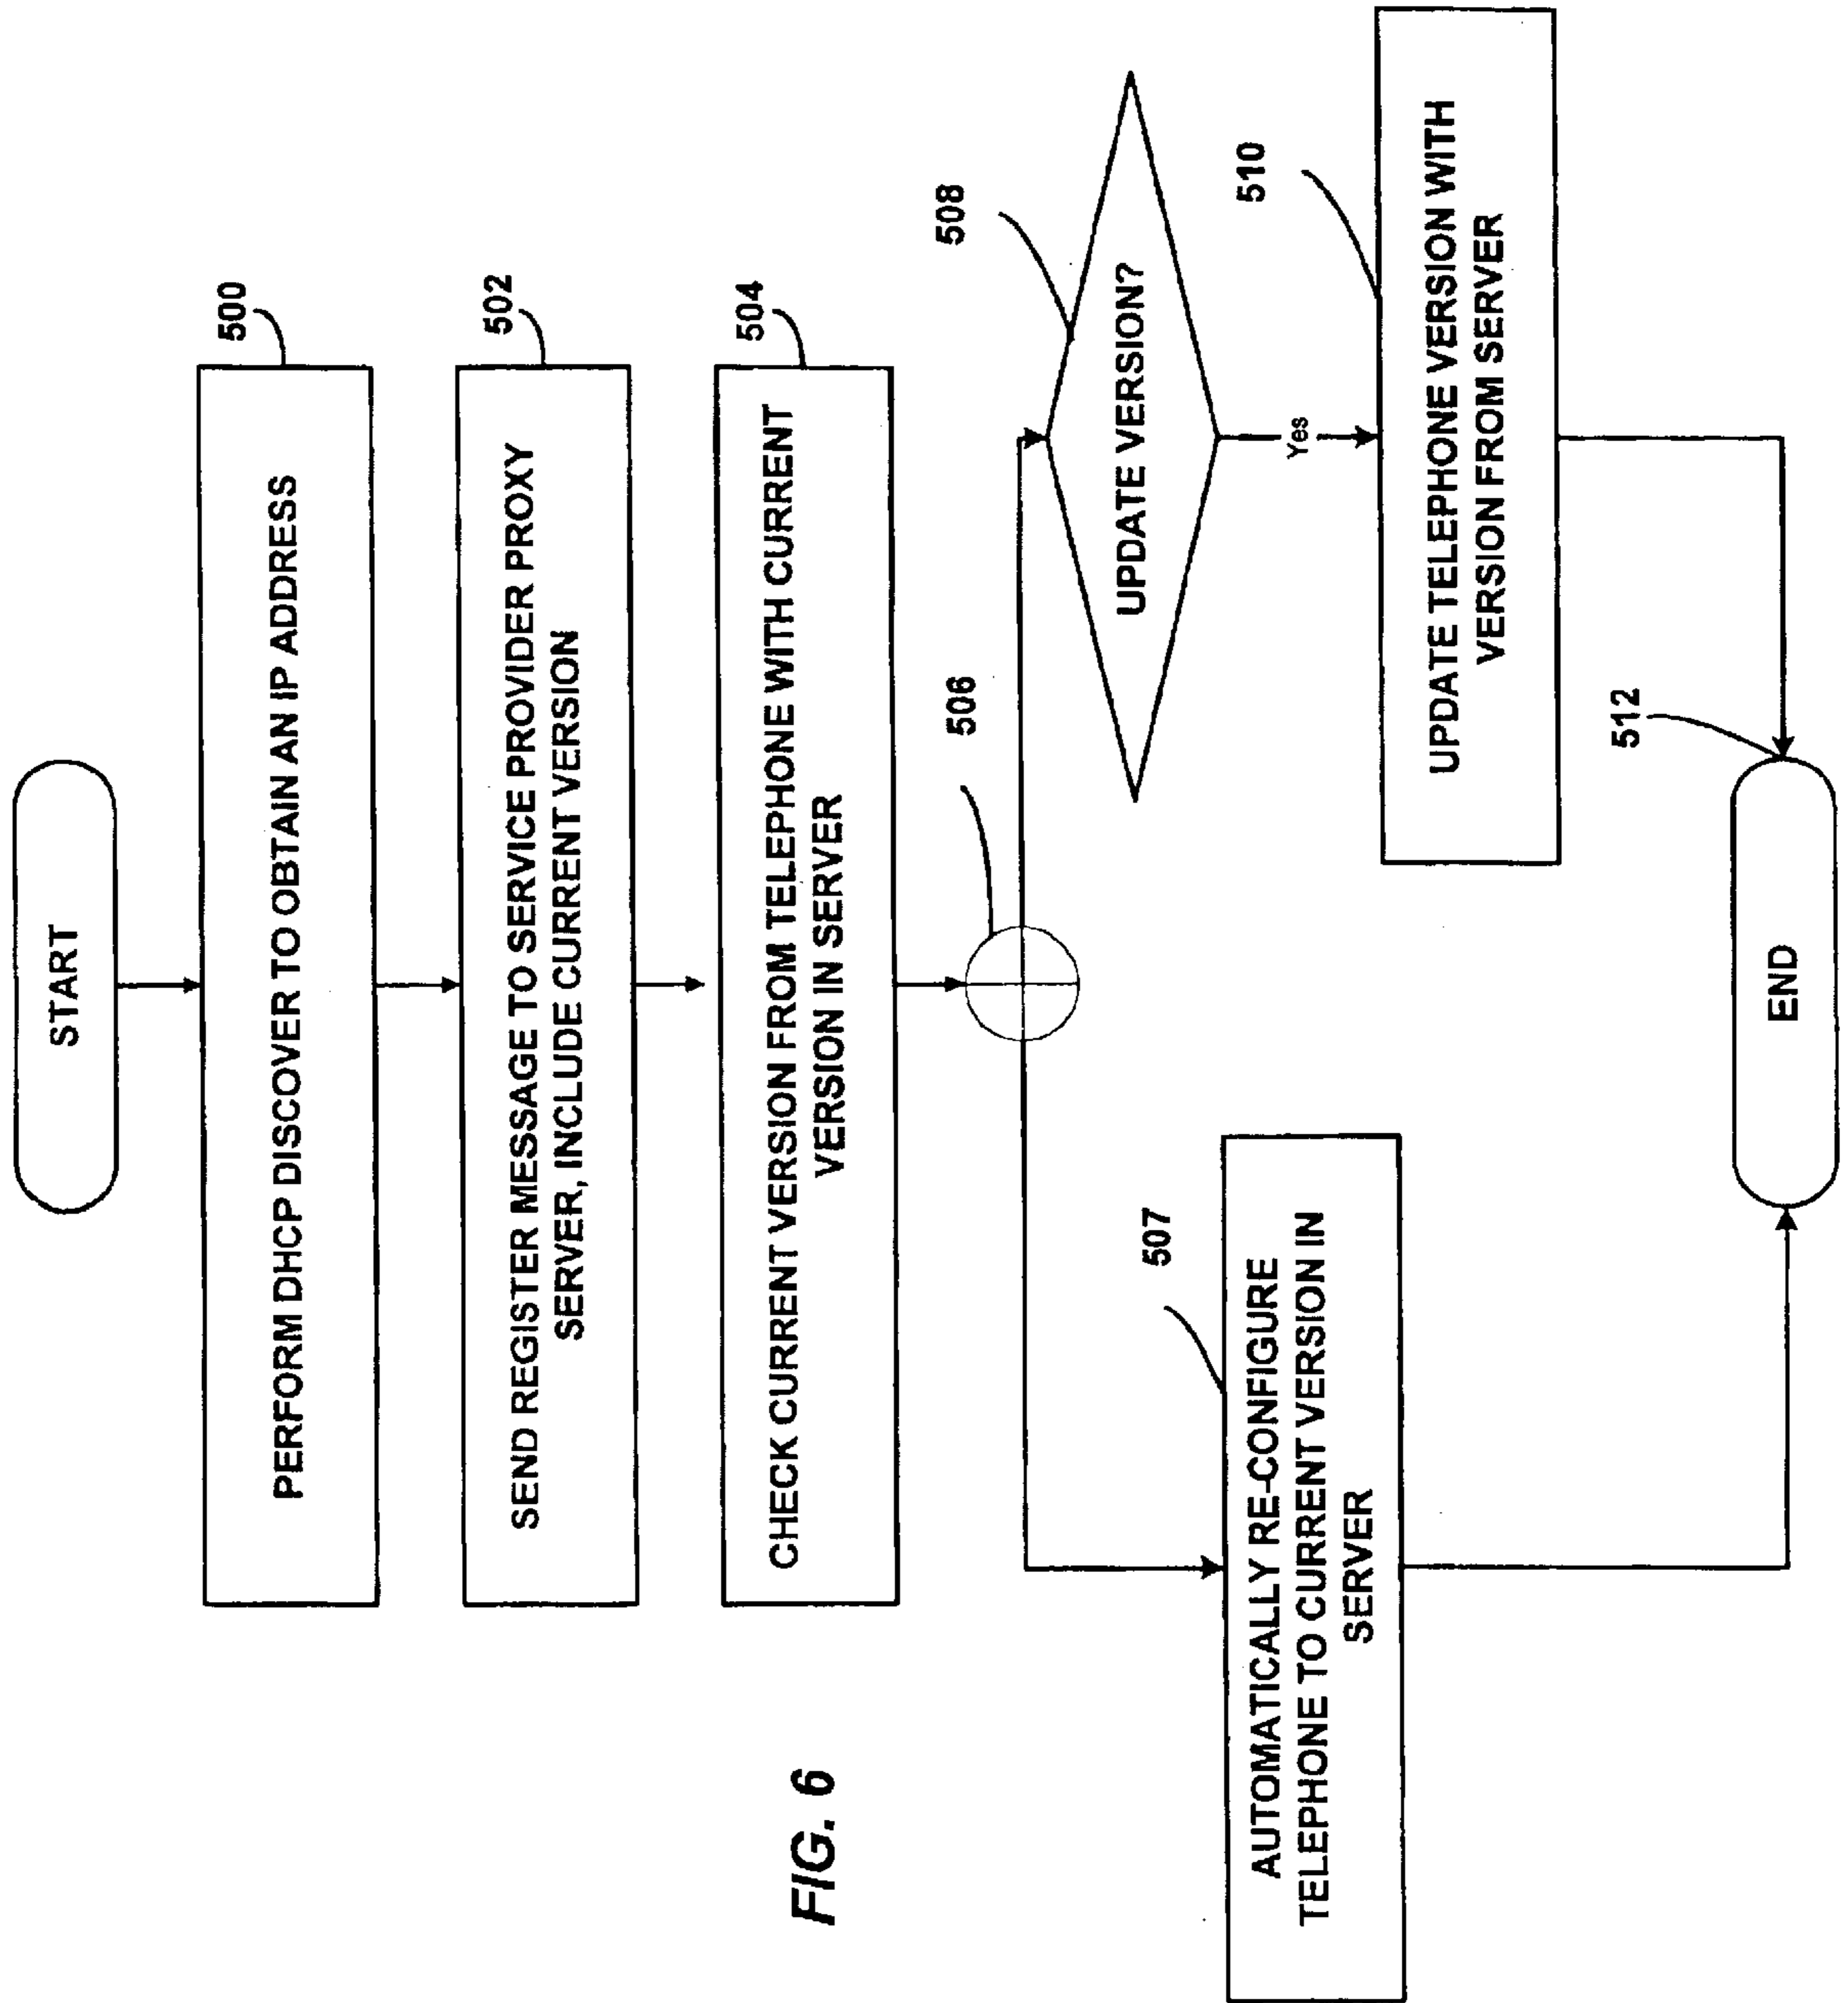 START
500
PERFORM DHCP DISCOVER TO OBTAIN AN IP ADDRESS
502
SEND REGISTER MESSAGE TO SERVICE PROVIDER PROXY
SERVER, INCLUDE CURRENT VERSION
504
CHECK CURRENT VERSION FROM TELEPHONE WITH CURRENT
VERSION IN SERVER
FIG. 6
506
508
UPDATE VERSION?
Yes
507
AUTOMATICALLY RE-CONFIGURE
TELEPHONE TO CURRENT VERSION IN
SERVER
510
UPDATE TELEPHONE VERSION WITH
VERSION FROM SERVER
512
END